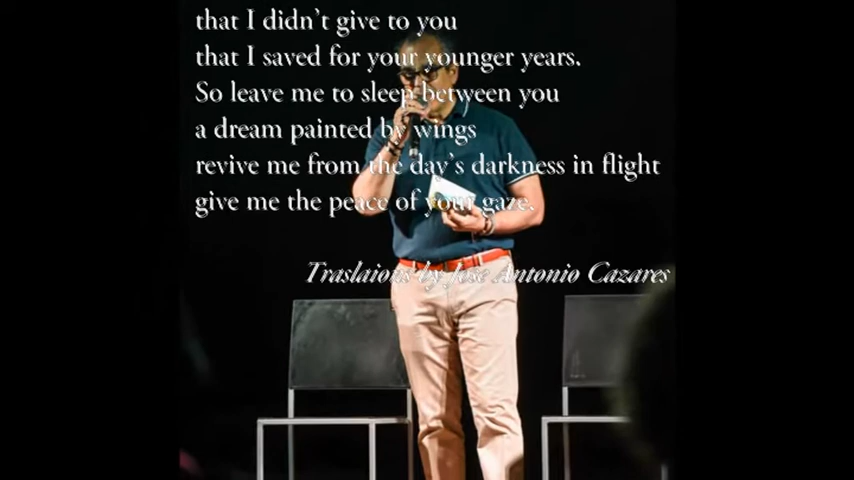 that I didn't give to you
that I saved for your younger years.
So leave me to sleep between you
a dream painted by wings
revive me from the day's darkness in flight
give me the peace of your gaze.
Traslaions by Jose Antonio Cazares